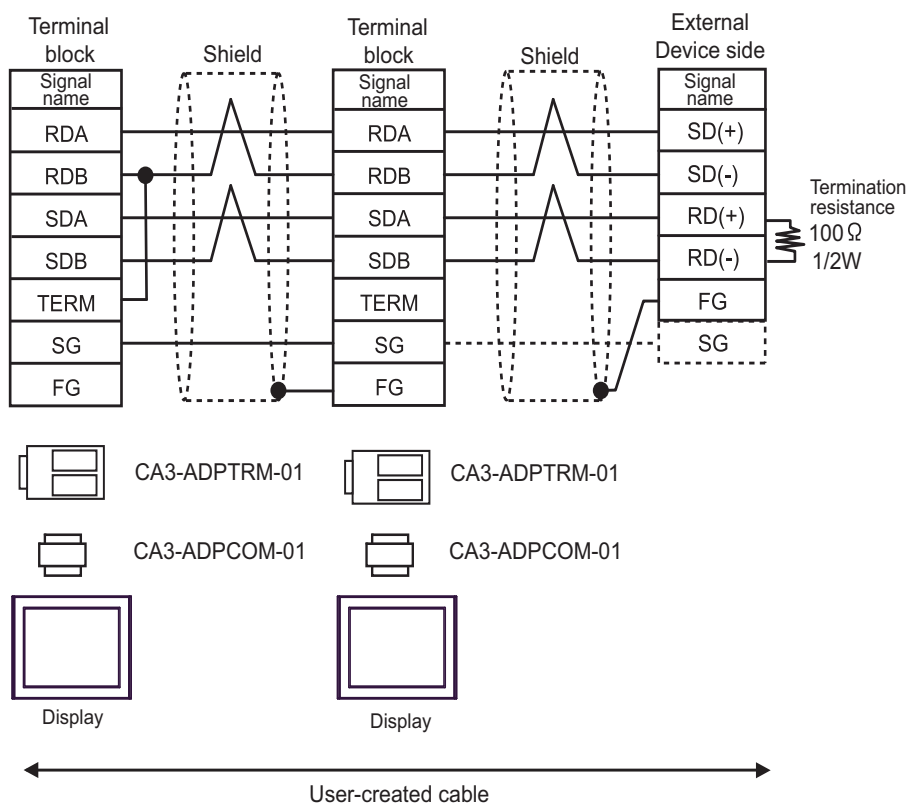 Terminal
block
Shield
Terminal
block
Shield
External
Device side
Signal
name
RDA
RDB
SDA
SDB
TERM
SG
FG
Signal
name
RDA
RDB
SDA
SDB
TERM
SG
FG
Signal
name
SD(+)
SD(-)
RD(+)
RD(-)
FG
SG
Termination
resistance
100 Ω
1/2W
CA3-ADPTRM-01
CA3-ADPTRM-01
CA3-ADPCOM-01
CA3-ADPCOM-01
Display
Display
User-created cable